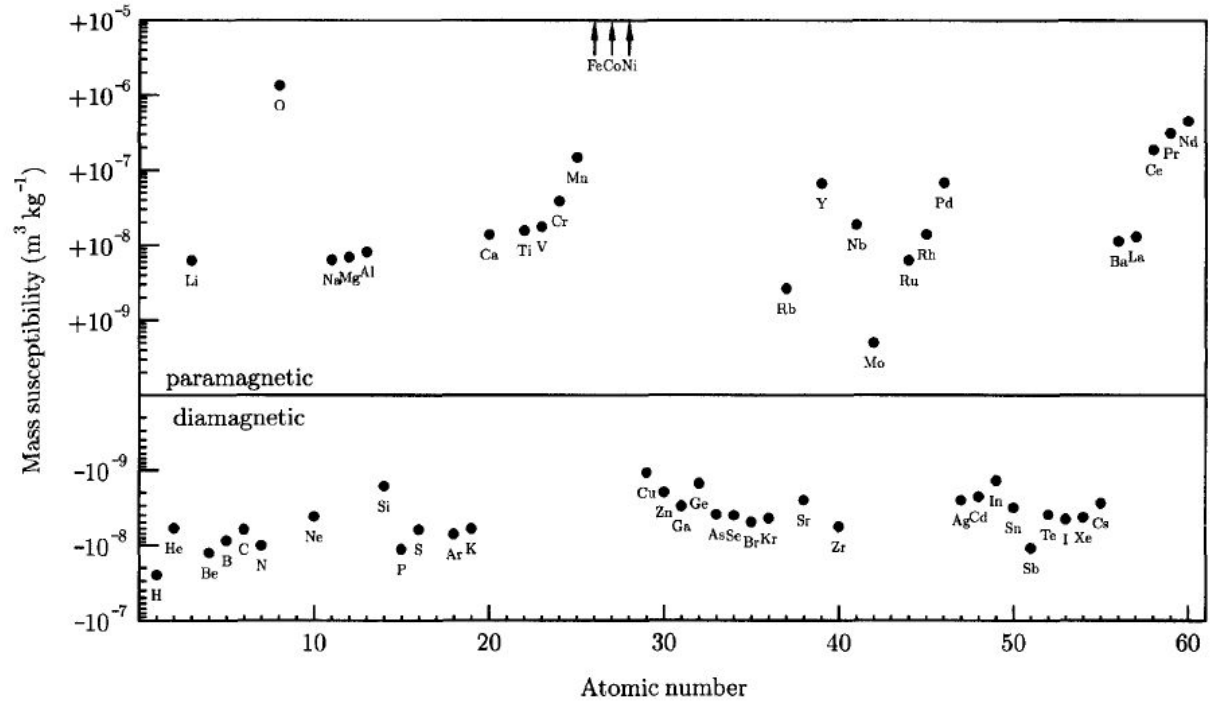 Mass susceptibility (m³ kg⁻¹)
+10⁻⁵
+10⁻⁶
+10⁻⁷
+10⁻⁸
+10⁻⁹
-10⁻⁹
-10⁻⁸
-10⁻⁷
Fe Co Ni
O
Nd
Pr
Ce
Mn
Y
Pd
Cr
Nb
Ti V
Ca
Rh
La
Ba
Li
Na Mg Al
Ru
Rb
Mo
paramagnetic
diamagnetic
Cu
Zn
Ga
Ge
As Se Br Kr
Sr
Zr
Ag Cd
In
Sn
Sb
Te I Xe
Cs
Si
Ne
He
Be
B
C
N
H
P
S
Ar
K
10 20 30 40 50 60
Atomic number